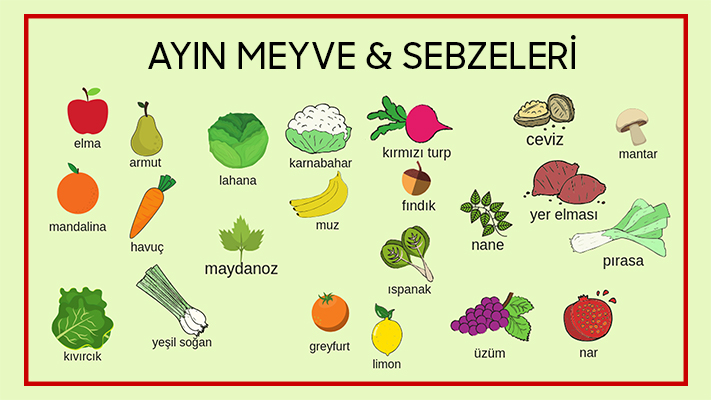 AYIN MEYVE & SEBZELERİ
elma
armut
lahana
karnabahar
kırmızı turp
ceviz
mantar
mandalina
havuç
maydanoz
muz
fındık
nane
yer elması
pırasa
ıspanak
kıvırcık
yeşil soğan
greyfurt
limon
üzüm
nar